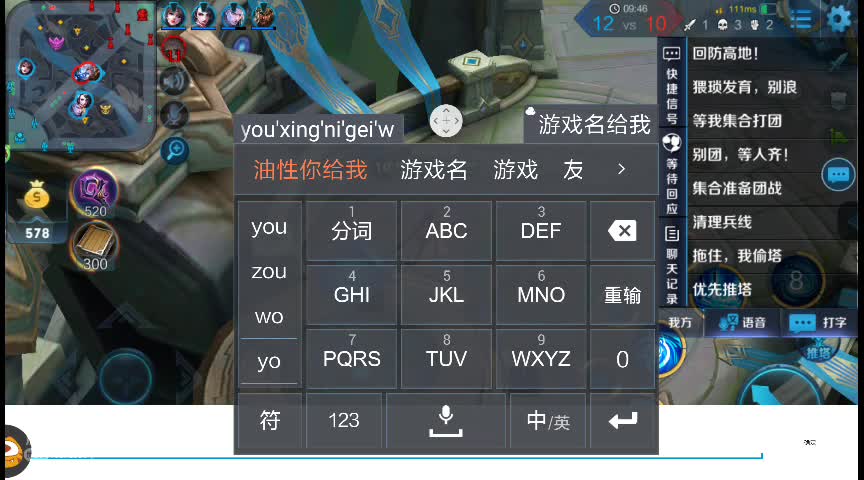 09:46
111ms
12 vs 10
1 3 2
回防高地!
猥琐发育，别浪
等我集合打团
别团，等人齐!
集合准备团战
清理兵线
拖住，我偷塔
优先推塔
快捷信号
等待回应
聊天记录
我方 语音 打字
推塔
8
S
578
520
300
you'xing'ni'gei'w
游戏名给我
油性你给我 游戏名 游戏 友 >
you
zou
wo
yo
1 分词
2 ABC
3 DEF
4 GHI
5 JKL
6 MNO
重输
7 PQRS
8 TUV
9 WXYZ
0
符 123 中/英
确定